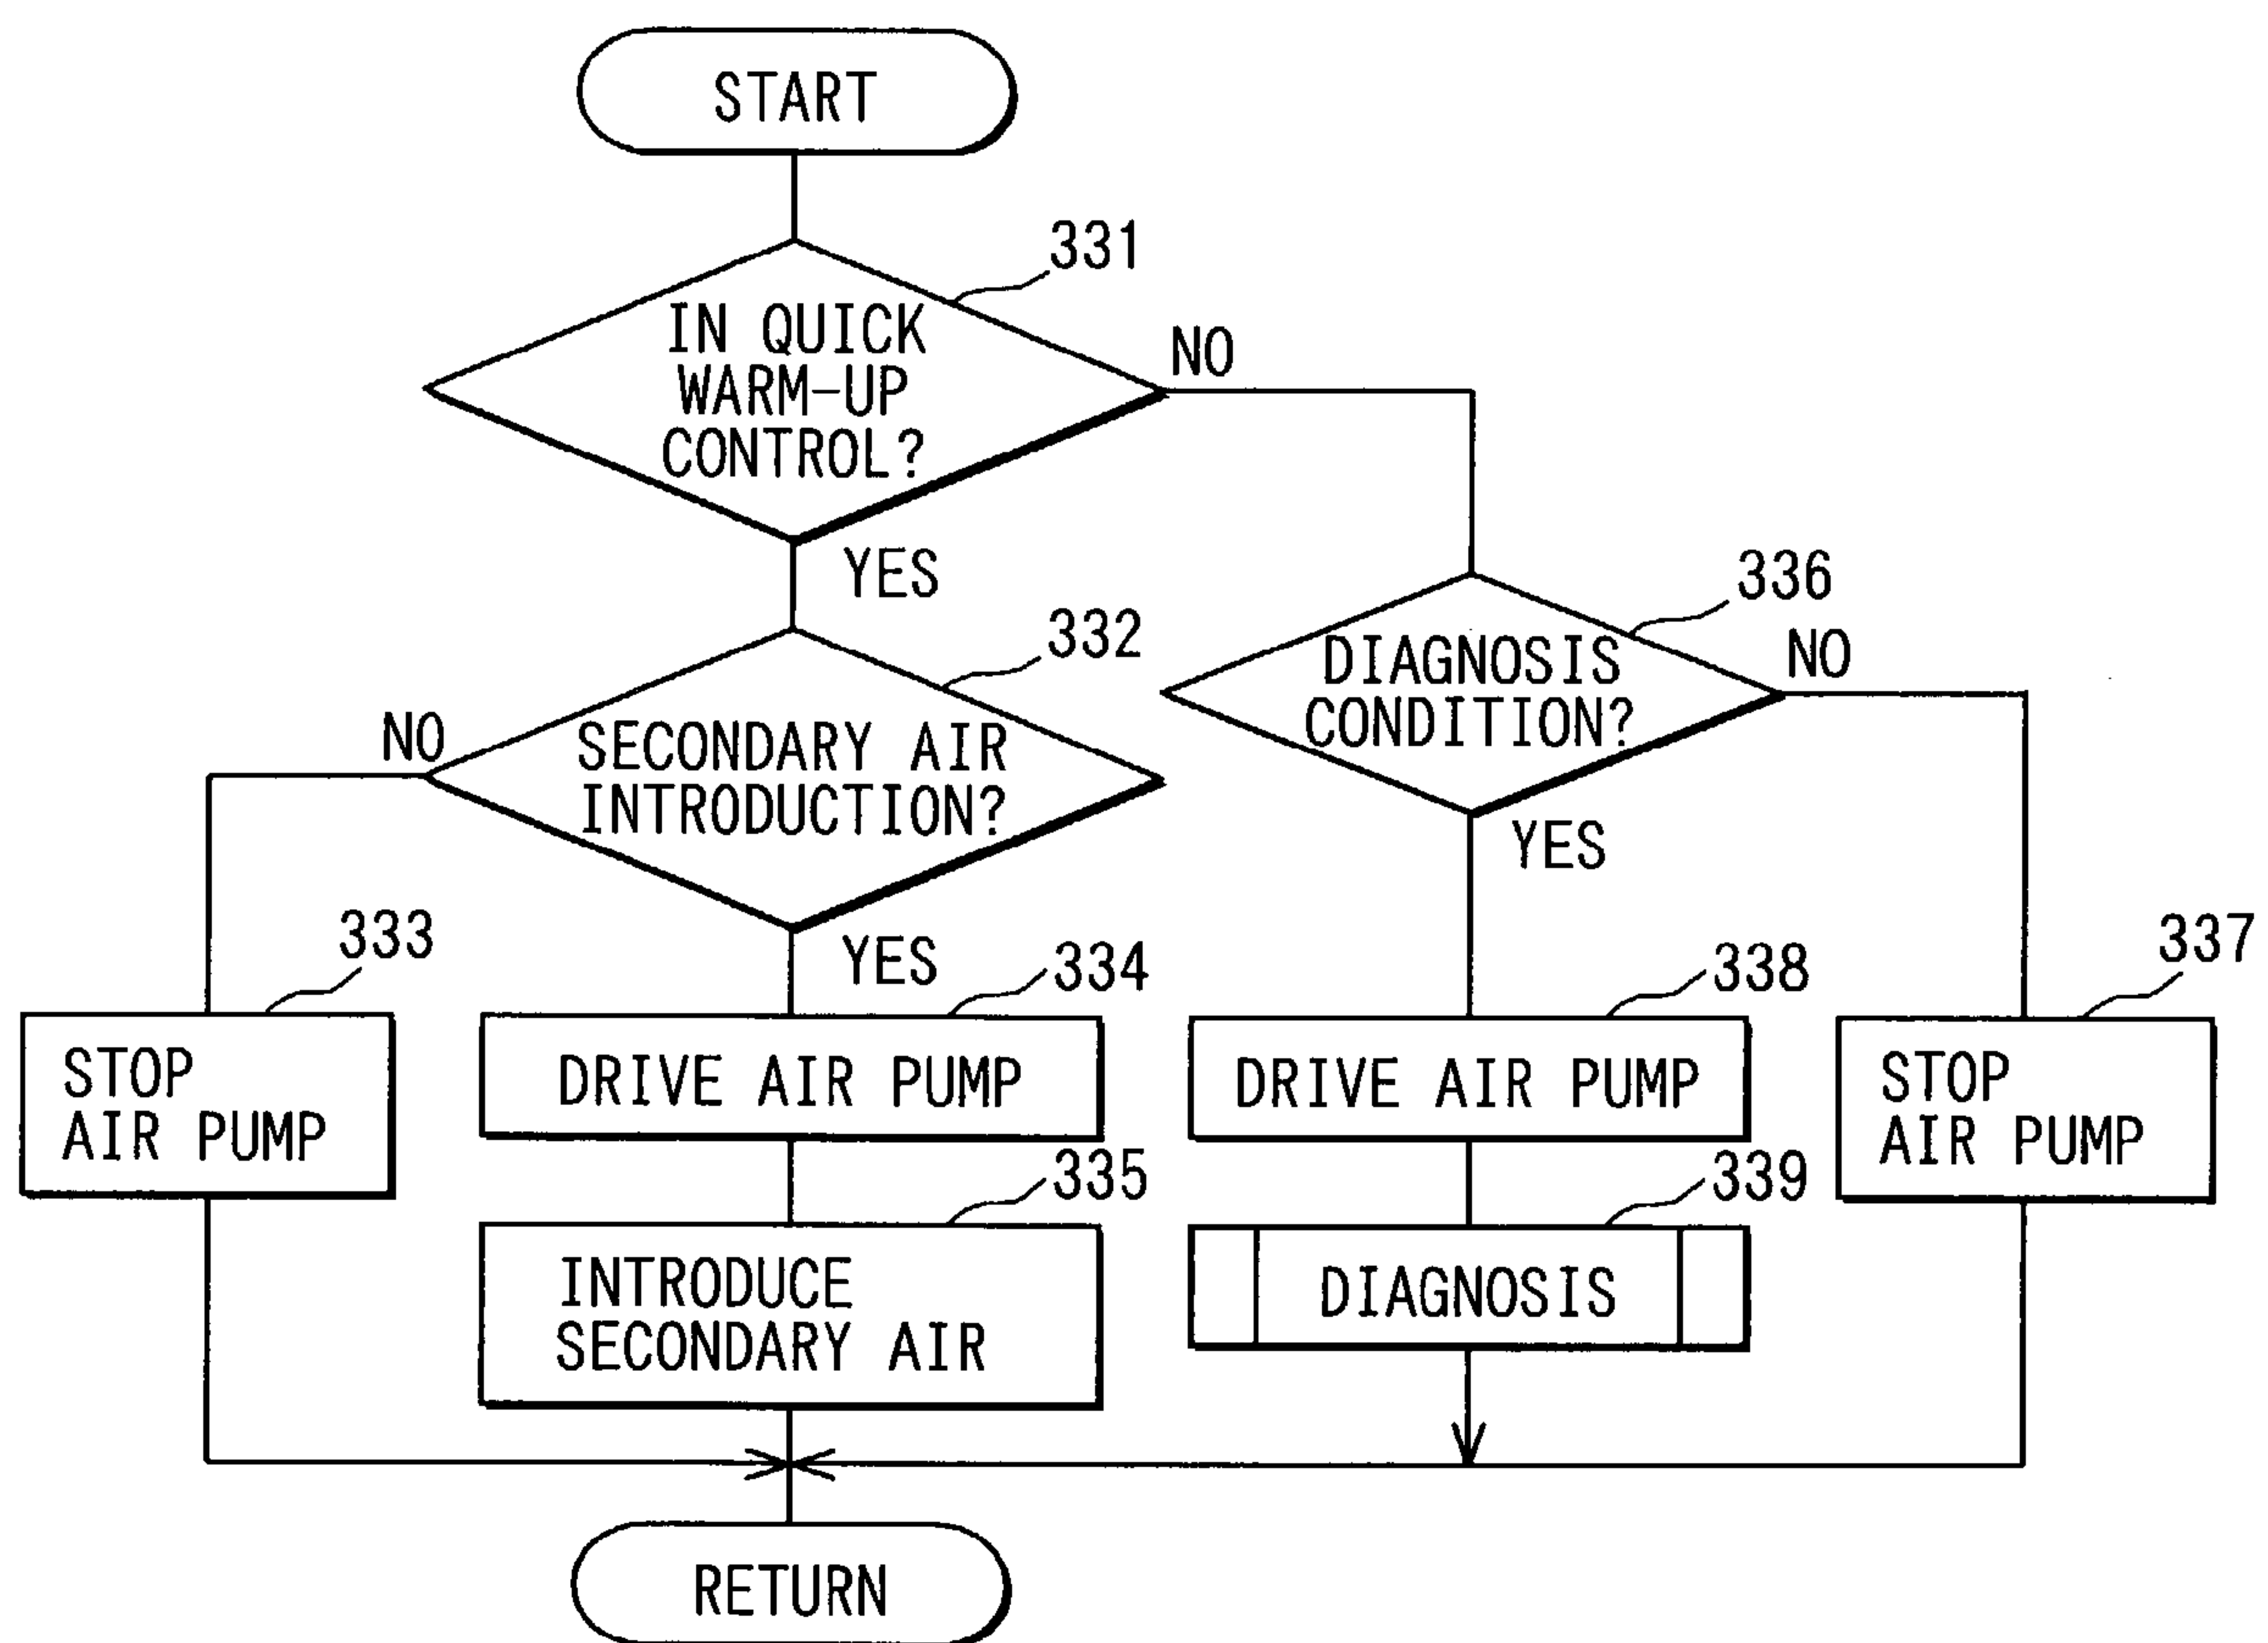 START
331
IN QUICK
WARM-UP
CONTROL?
NO
YES
332
SECONDARY AIR
INTRODUCTION?
NO
YES
336
DIAGNOSIS
CONDITION?
NO
YES
333
STOP
AIR PUMP
334
DRIVE AIR PUMP
335
INTRODUCE
SECONDARY AIR
338
DRIVE AIR PUMP
339
DIAGNOSIS
337
STOP
AIR PUMP
RETURN